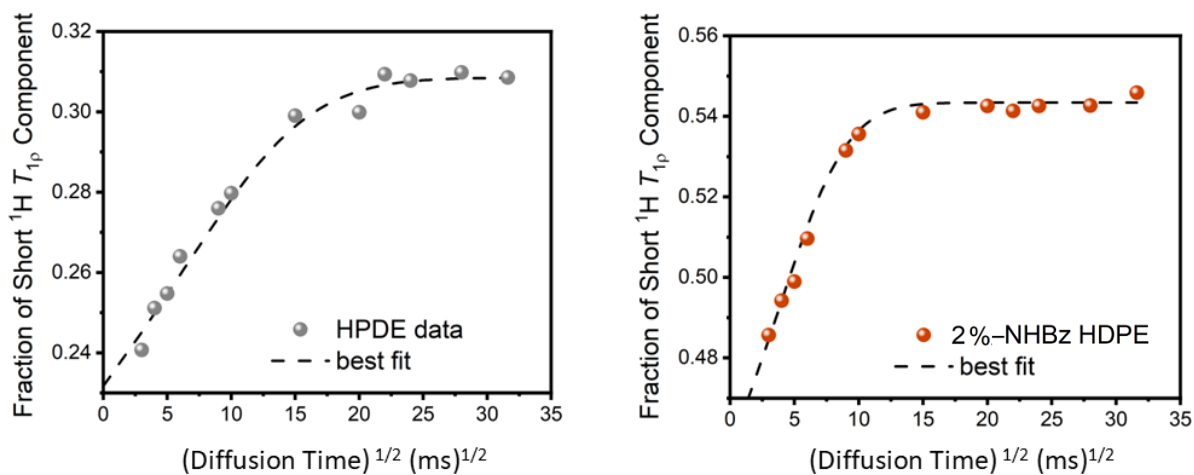 Fraction of Short ¹H T₁ρ Component
0.32
0.30
0.28
0.26
0.24
HPDE data
best fit
0 5 10 15 20 25 30 35
(Diffusion Time) ¹/² (ms)¹/²
Fraction of Short ¹H T₁ρ Component
0.56
0.54
0.52
0.50
0.48
2%–NHBz HDPE
best fit
0 5 10 15 20 25 30 35
(Diffusion Time) ¹/² (ms)¹/²